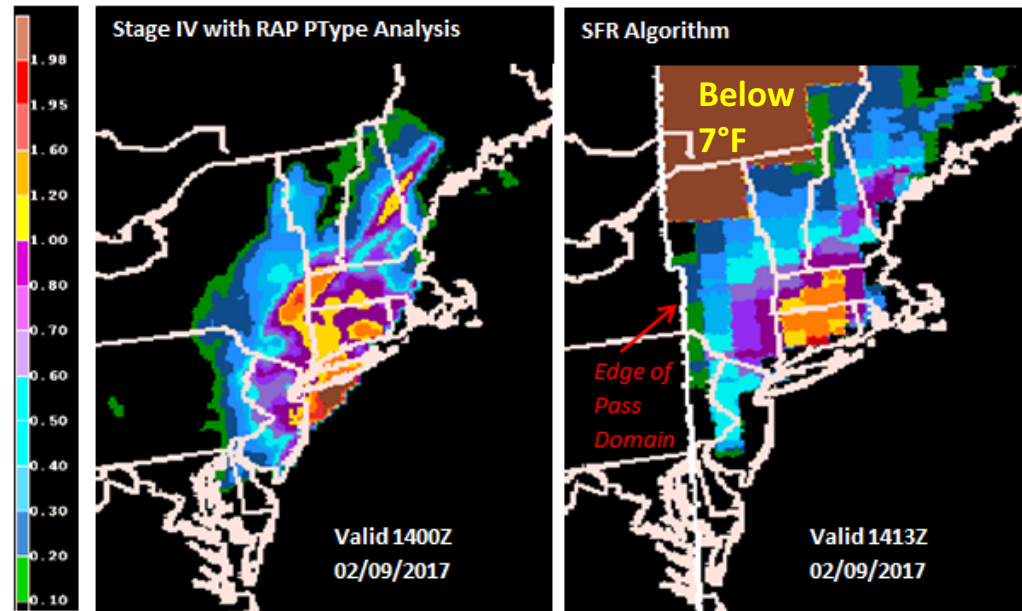 Stage IV with RAP PType Analysis
1.98
1.95
1.60
1.20
1.00
0.80
0.70
0.60
0.50
0.40
0.30
0.20
0.10
Valid 1400Z
02/09/2017
SFR Algorithm
Below
7°F
Edge of
Pass
Domain
Valid 1413Z
02/09/2017